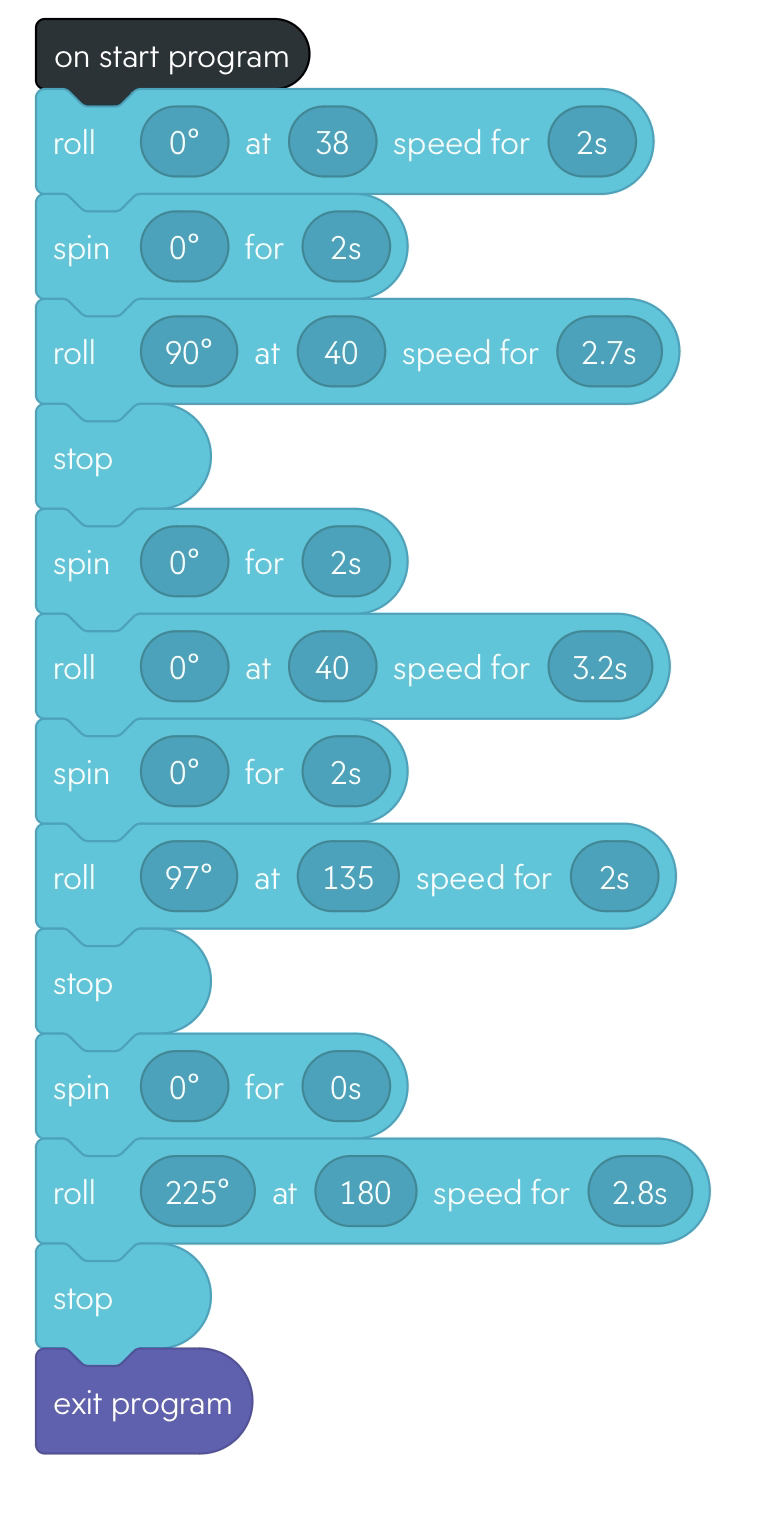 on start program
roll 0° at 38 speed for 2s
spin 0° for 2s
roll 90° at 40 speed for 2.7s
stop
spin 0° for 2s
roll 0° at 40 speed for 3.2s
spin 0° for 2s
roll 97° at 135 speed for 2s
stop
spin 0° for 0s
roll 225° at 180 speed for 2.8s
stop
exit program